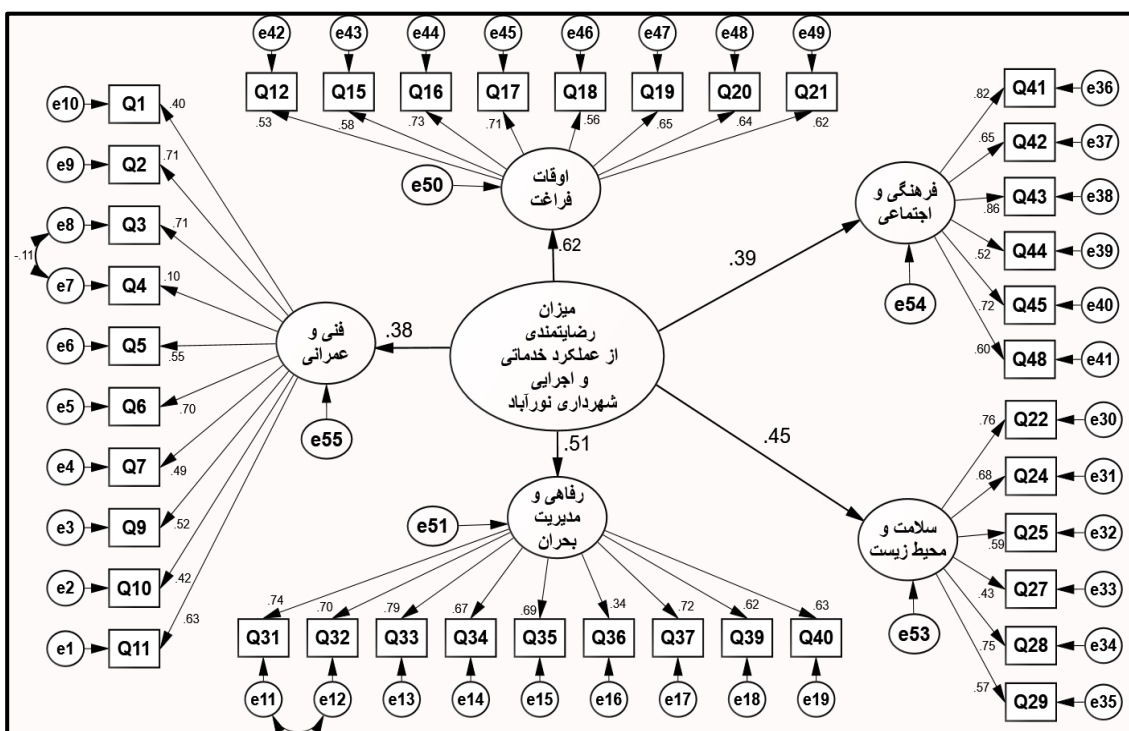 e42 e43 e44 e45 e46 e47 e48 e49
Q12 Q15 Q16 Q17 Q18 Q19 Q20 Q21
.53 .58 .73 .71 .56 .65 .64 .62
e50
اوقات
فراغت
.62
e10 Q1 .40
e9 Q2 .71
e8 Q3 .71
-.11
e7 Q4 .10
e6 Q5 .55
e5 Q6 .70
e4 Q7 .49
e3 Q9 .52
e2 Q10 .42
e1 Q11 .63
فنی و
عمرانی
.38
e55
میزان
رضایتمندی
از عملکرد خدماتی
و اجرایی
شهرداری نورآباد
.39
فرهنگی و
اجتماعی
e54
.82 Q41 e36
.65 Q42 e37
.86 Q43 e38
.52 Q44 e39
.72 Q45 e40
.60 Q48 e41
.45
سلامت و
محیط زیست
e53
.76 Q22 e30
.68 Q24 e31
.59 Q25 e32
.43 Q27 e33
.75 Q28 e34
.57 Q29 e35
.51
رفاهی و
مدیریت
بحران
e51
.74 .70 .79 .67 .69 .34 .72 .62 .63
Q31 Q32 Q33 Q34 Q35 Q36 Q37 Q39 Q40
e11 e12 e13 e14 e15 e16 e17 e18 e19